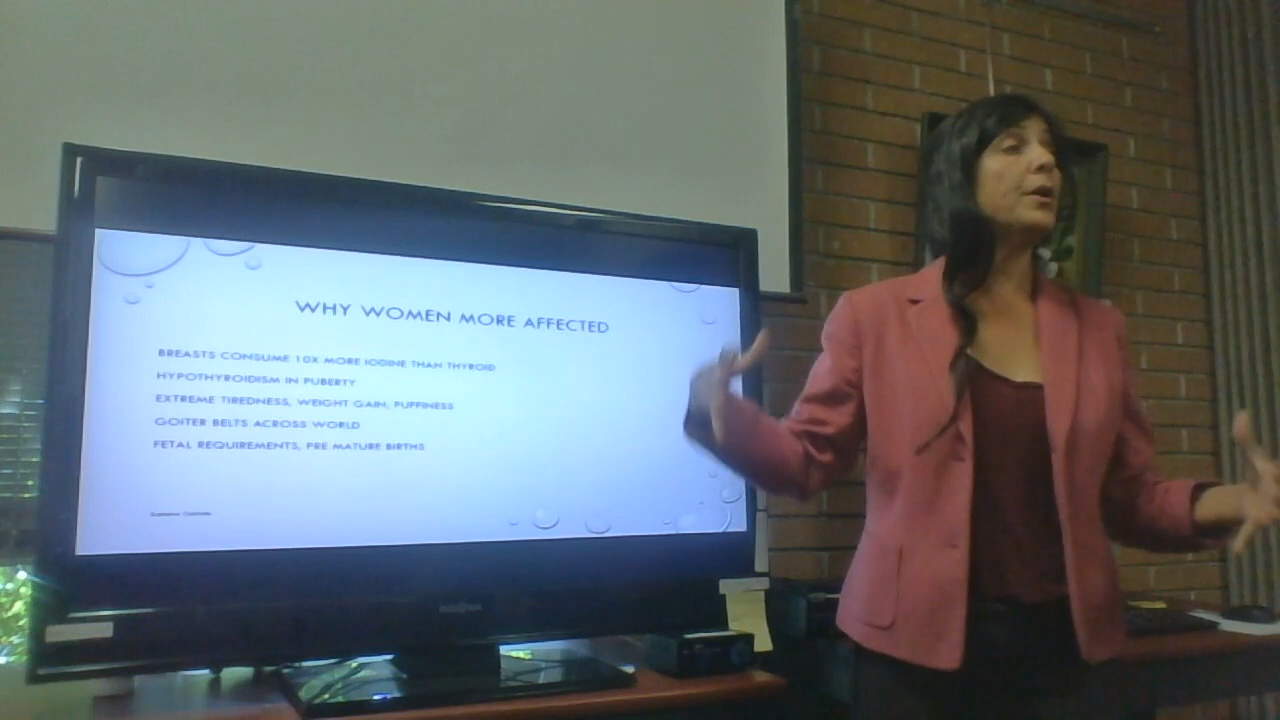 WHY WOMEN MORE AFFECTED
BREASTS CONSUME 10X MORE IODINE THAN THYROID
HYPOTHYROIDISM IN PUBERTY
EXTREME TIREDNESS, WEIGHT GAIN, PUFFINESS
GOITER BELTS ACROSS WORLD
FETAL REQUIREMENTS, PRE MATURE BIRTHS